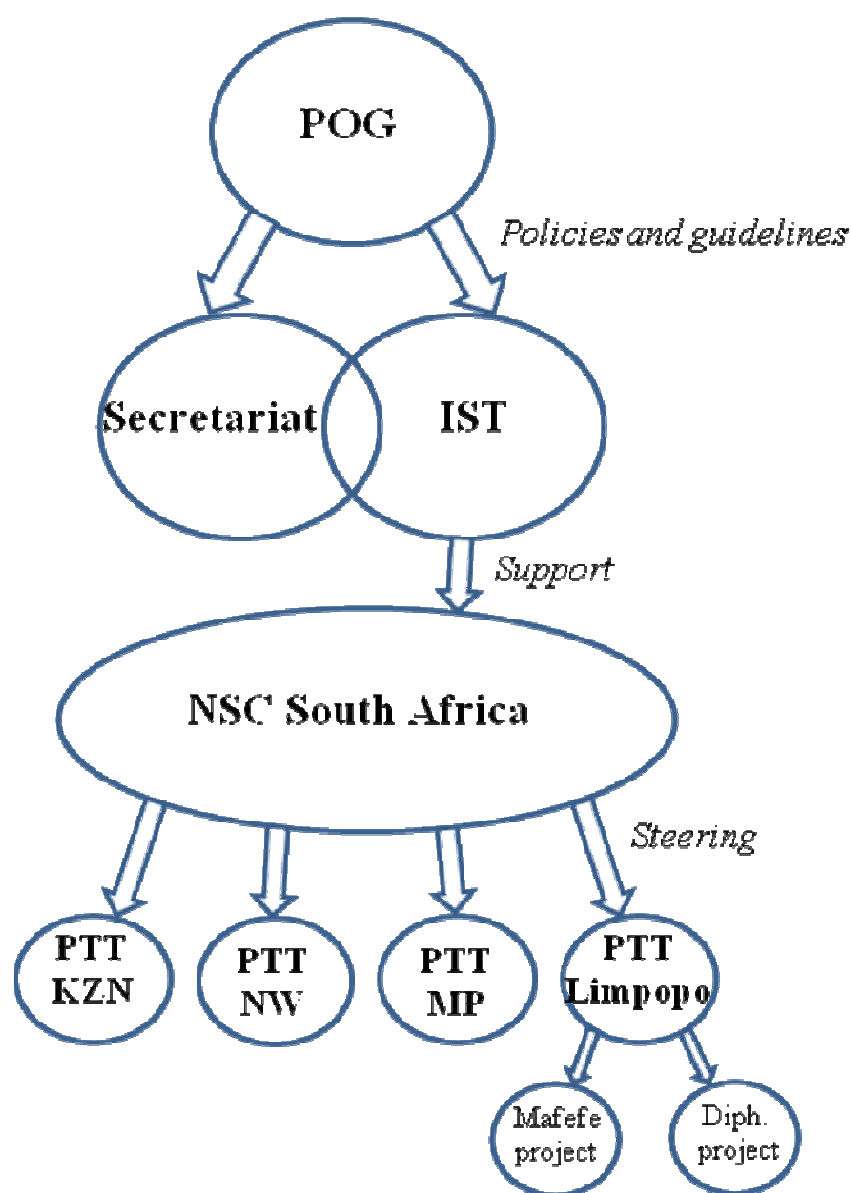 POG
Policies and guidelines
Secretariat
IST
Support
NSC South Africa
Steering
PTT
KZN
PTT
NW
PTT
MP
PTT
Limpopo
Mafefe
project
Diph.
project